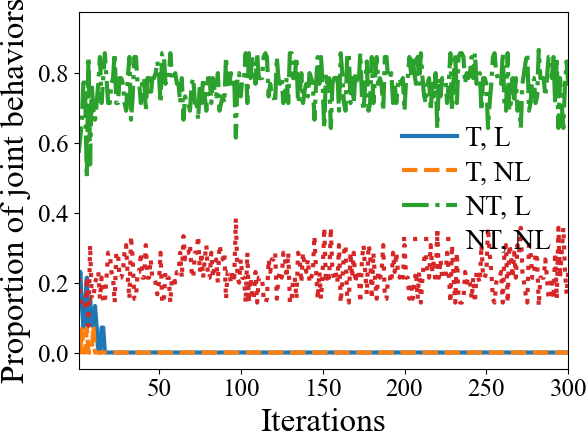 Proportion of joint behaviors
0.8
0.6
0.4
0.2
0.0
T, L
T, NL
NT, L
NT, NL
50
100
150
200
250
300
Iterations